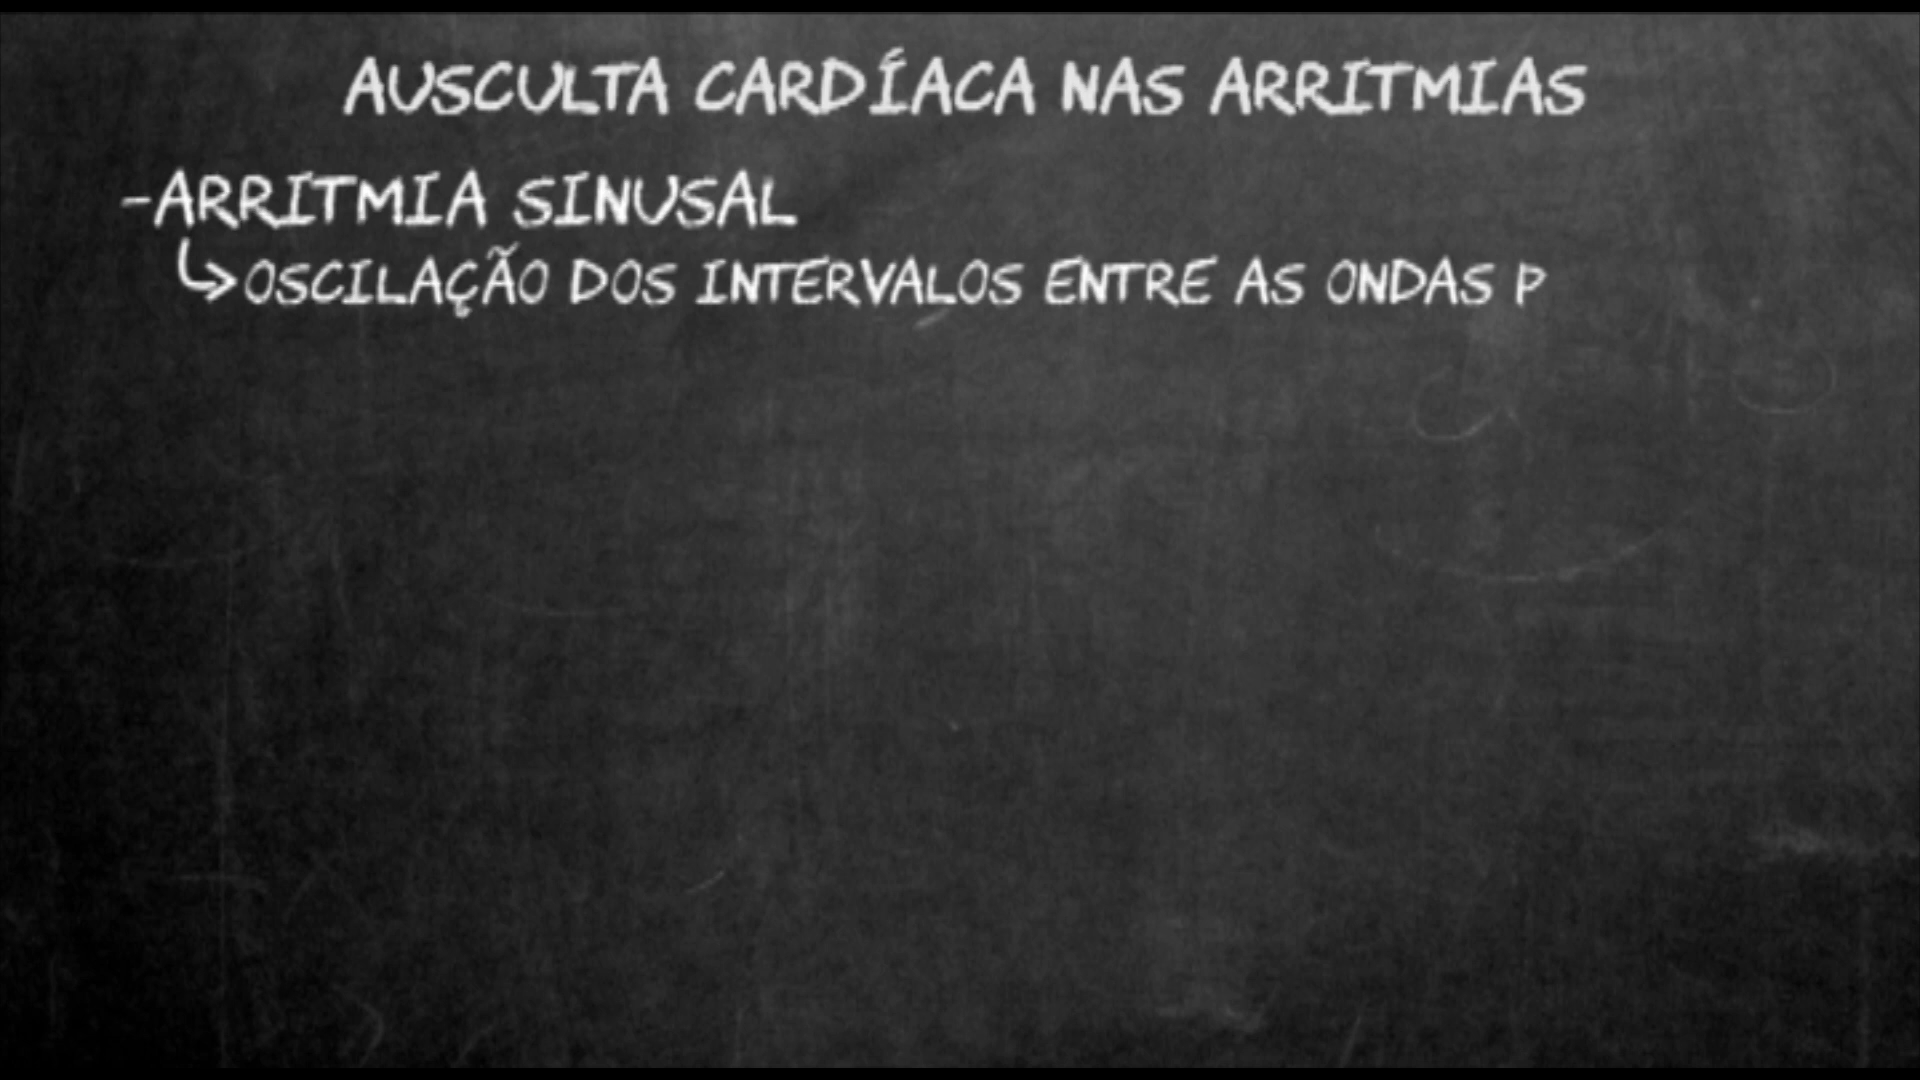 AUSCULTA CARDÍACA NAS ARRITMIAS
-ARRITMIA SINUSAL
↳OSCILAÇÃO DOS INTERVALOS ENTRE AS ONDAS P